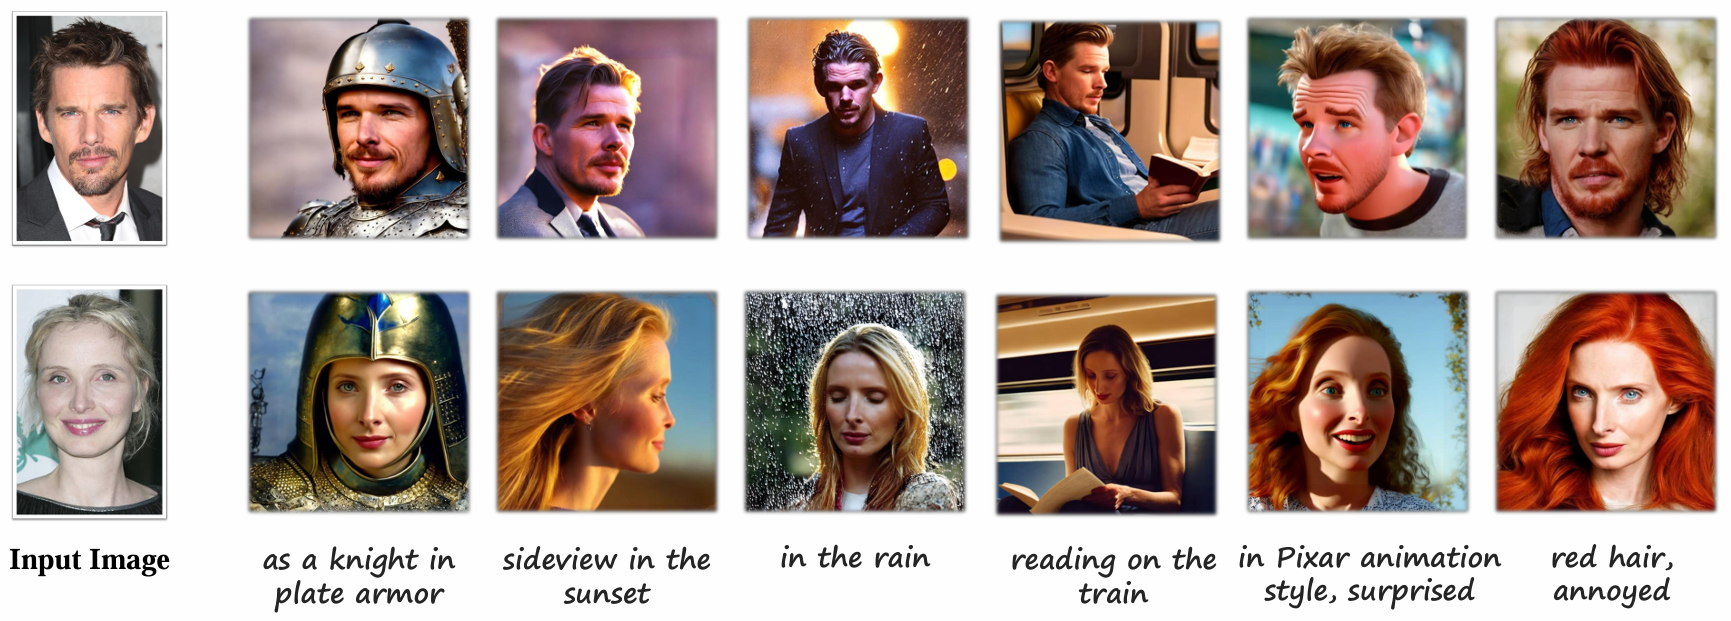 Input Image
as a knight in
plate armor
sideview in the
sunset
in the rain
reading on the
train
in Pixar animation
style, surprised
red hair,
annoyed